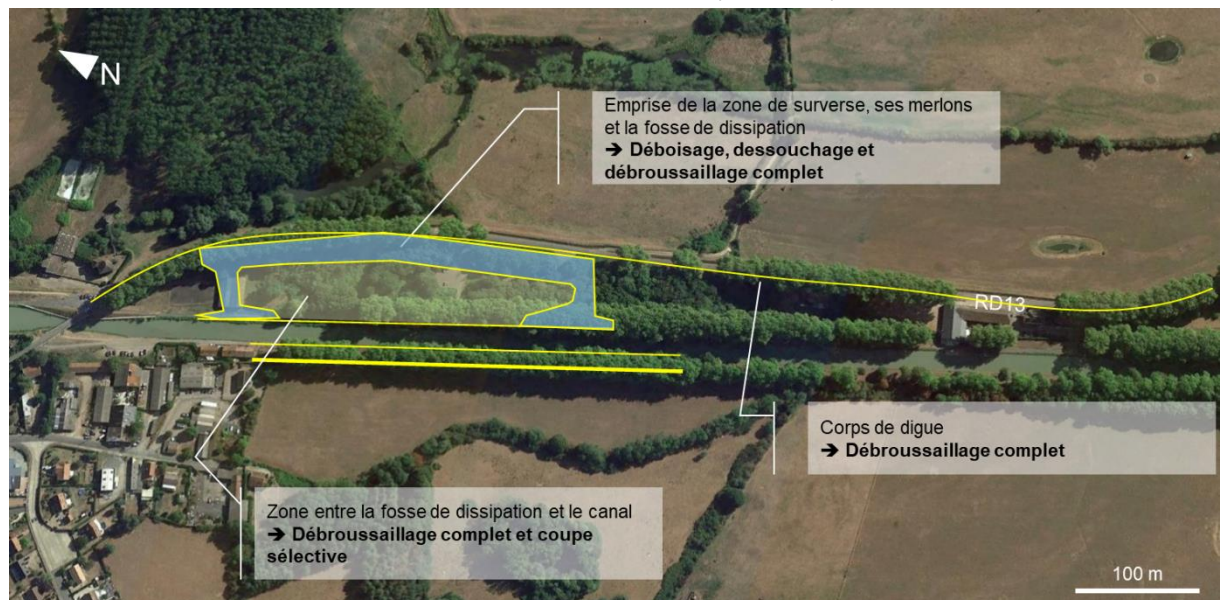 N
Emprise de la zone de surverse, ses merlons
et la fosse de dissipation
➔ Déboisage, dessouchage et
débroussaillage complet
RD13
Corps de digue
➔ Débroussaillage complet
Zone entre la fosse de dissipation et le canal
➔ Débroussaillage complet et coupe
sélective
100 m